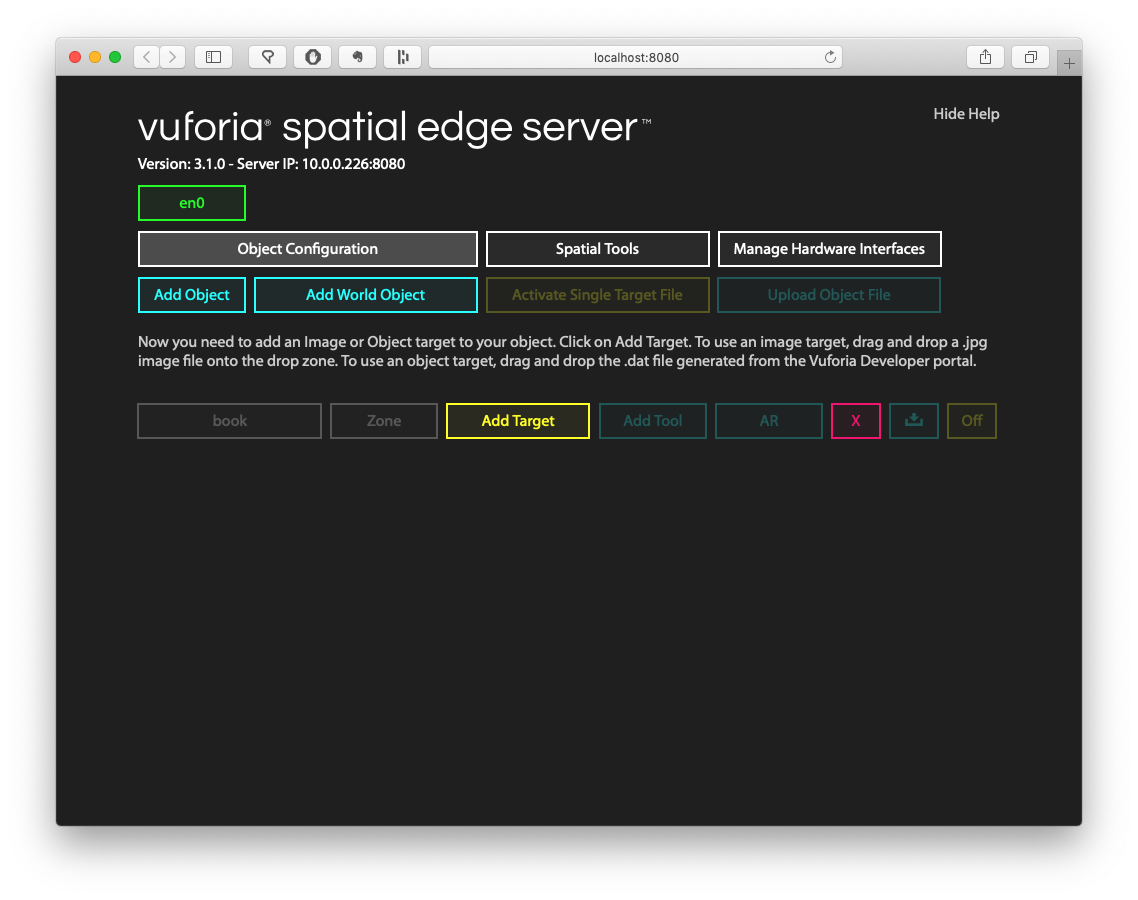 localhost:8080
vuforia® spatial edge server™
Hide Help
Version: 3.1.0 - Server IP: 10.0.0.226:8080
en0
Object Configuration Spatial Tools Manage Hardware Interfaces
Add Object Add World Object Activate Single Target File Upload Object File
Now you need to add an Image or Object target to your object. Click on Add Target. To use an image target, drag and drop a .jpg
image file onto the drop zone. To use an object target, drag and drop the .dat file generated from the Vuforia Developer portal.
book Zone Add Target Add Tool AR X Off